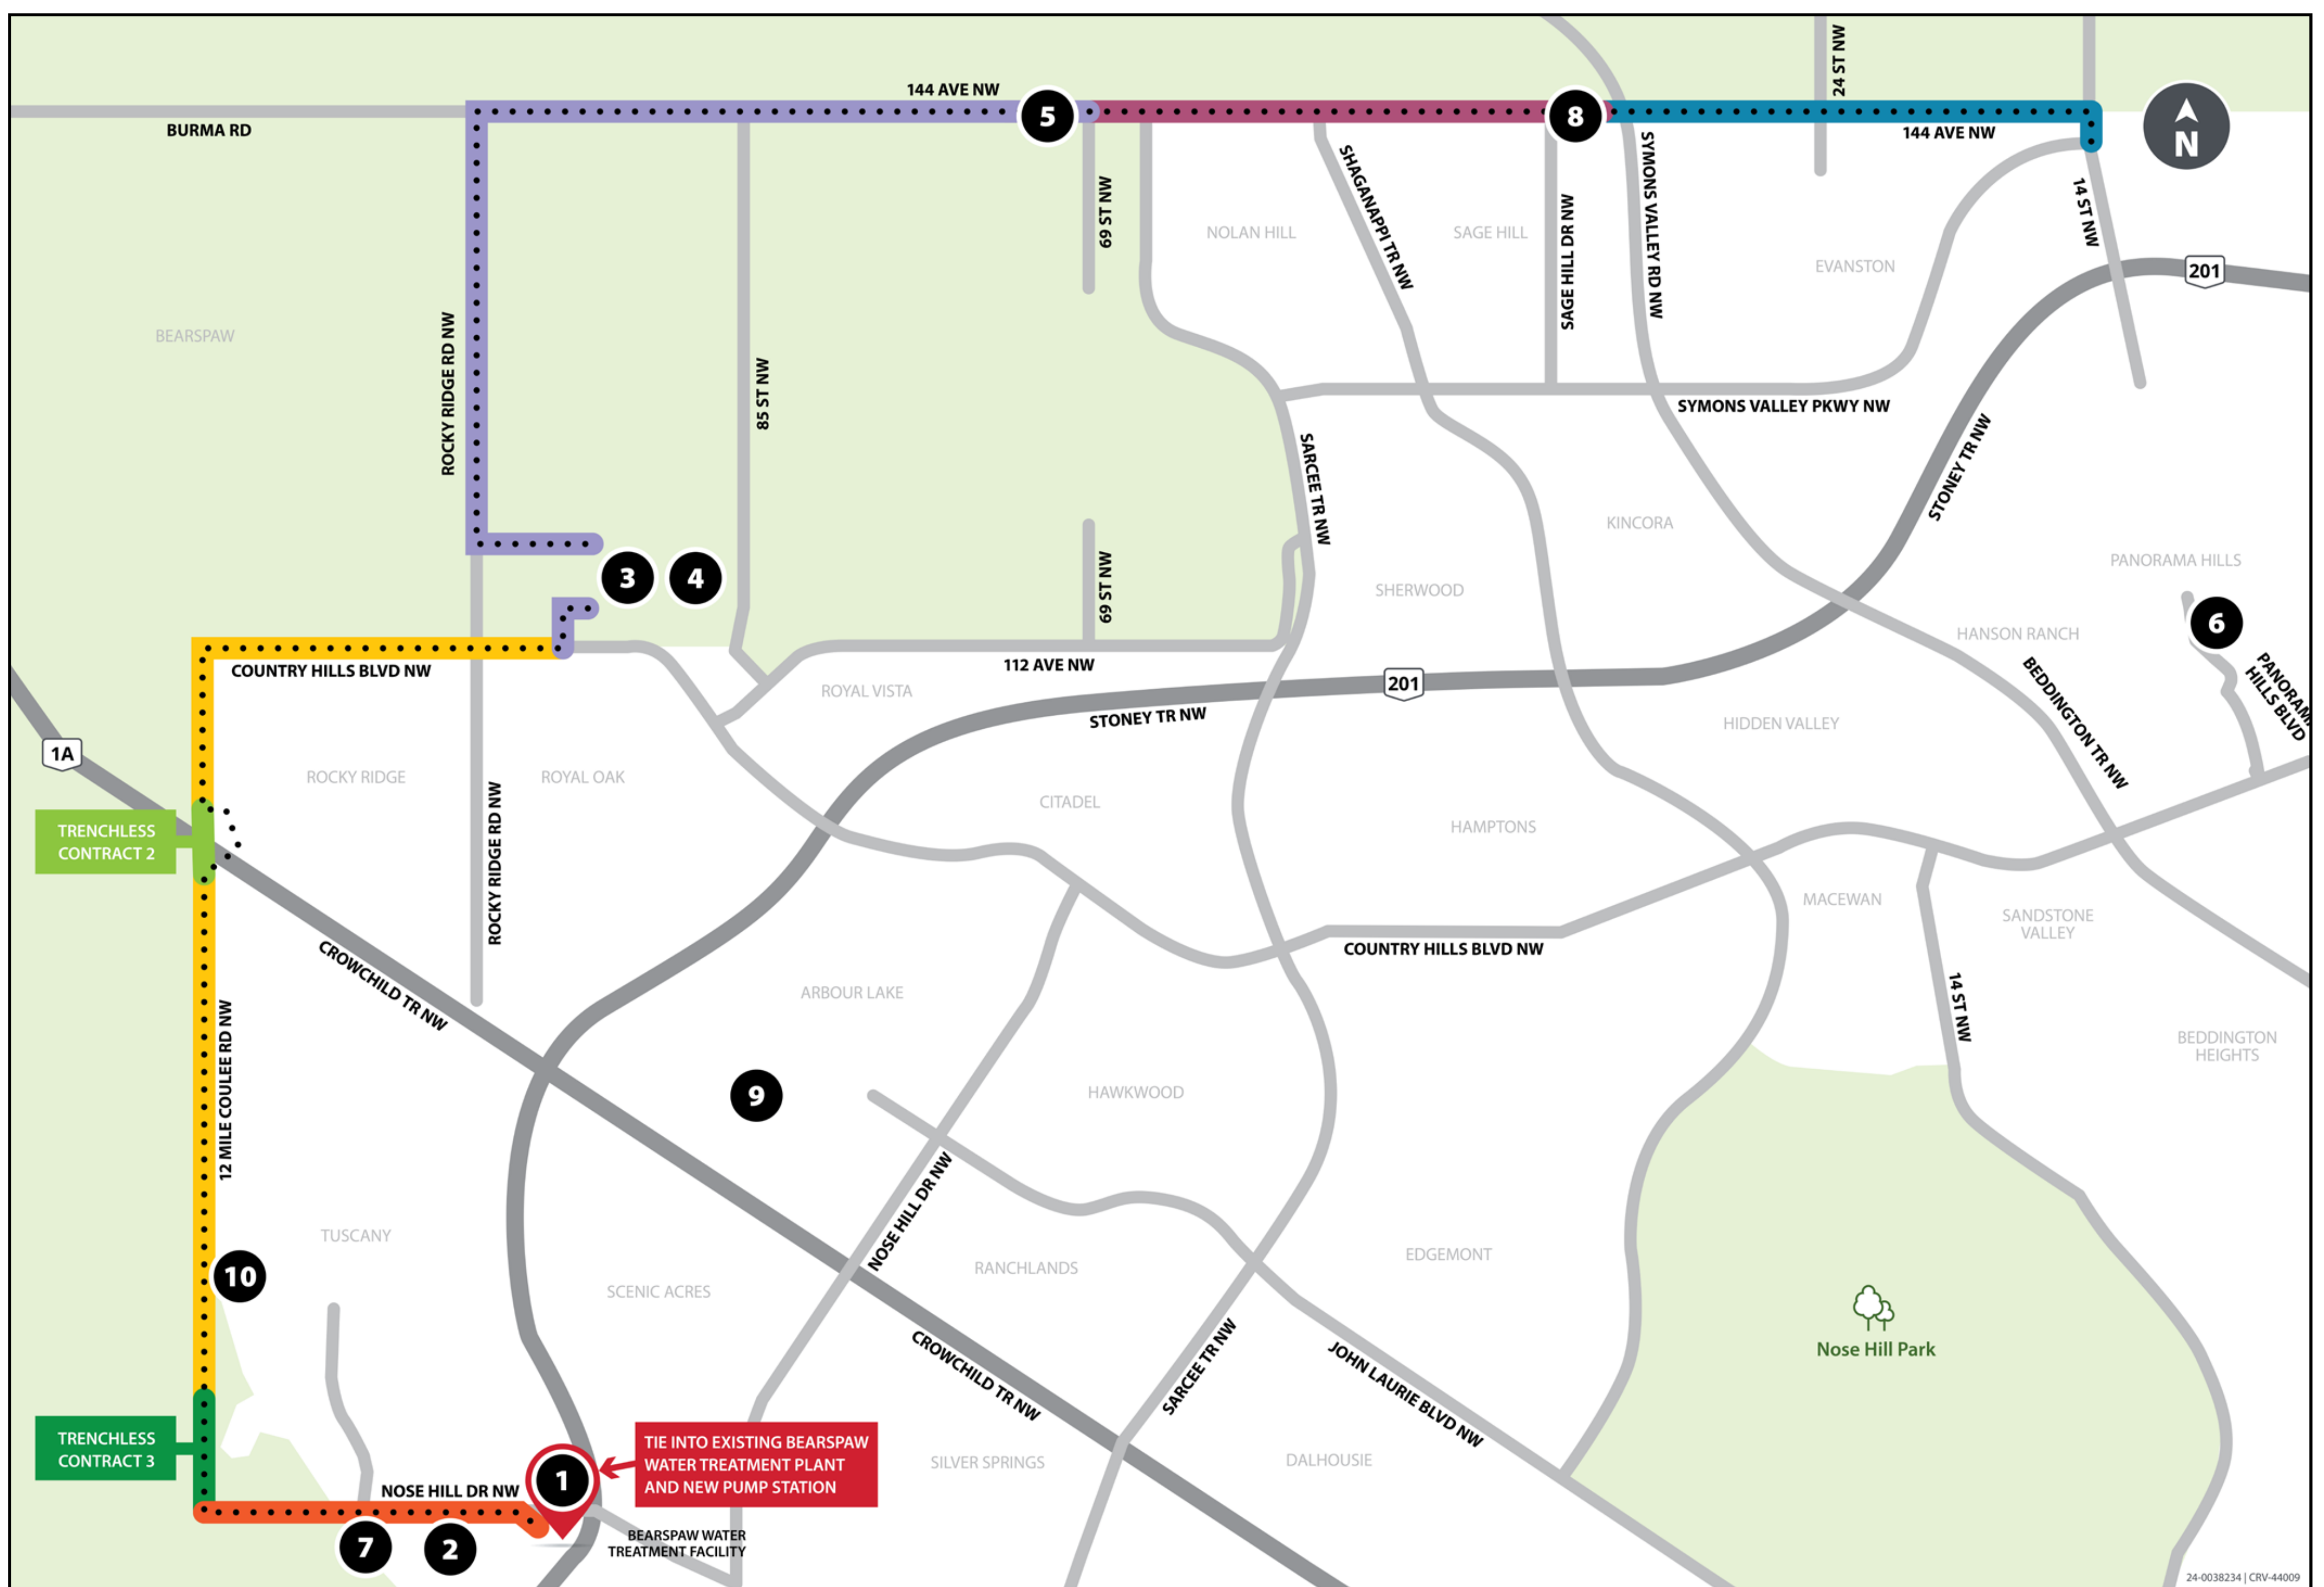 24 ST NW
144 AVE NW
5
8
BURMA RD
144 AVE NW
N
SHAGANAPPI TR NW
SYMONS VALLEY RD NW
69 ST NW
14 ST NW
NOLAN HILL
SAGE HILL
SAGE HILL DR NW
EVANSTON
201
BEARSPAW
ROCKY RIDGE RD NW
85 ST NW
SYMONS VALLEY PKWY NW
SARCEE TR NW
STONEY TR NW
KINCORA
PANORAMA HILLS
3
4
69 ST NW
SHERWOOD
6
HANSON RANCH
COUNTRY HILLS BLVD NW
112 AVE NW
ROYAL VISTA
201
STONEY TR NW
BEDDINGTON TR NW
PANORAMA
HILLS BLVD
HIDDEN VALLEY
1A
ROCKY RIDGE
ROYAL OAK
CITADEL
HAMPTONS
TRENCHLESS
CONTRACT 2
ROCKY RIDGE RD NW
MACEWAN
SANDSTONE
VALLEY
CROWCHILD TR NW
COUNTRY HILLS BLVD NW
ARBOUR LAKE
14 ST NW
BEDDINGTON
HEIGHTS
12 MILE COULEE RD NW
9
HAWKWOOD
NOSE HILL DR NW
TUSCANY
10
SCENIC ACRES
RANCHLANDS
EDGEMONT
Nose Hill Park
CROWCHILD TR NW
SARCEE TR NW
JOHN LAURIE BLVD NW
TRENCHLESS
CONTRACT 3
TIE INTO EXISTING BEARSPAW
WATER TREATMENT PLANT
AND NEW PUMP STATION
SILVER SPRINGS
DALHOUSIE
1
NOSE HILL DR NW
7
2
BEARSPAW WATER
TREATMENT FACILITY
24-0038234 | CRV-44009